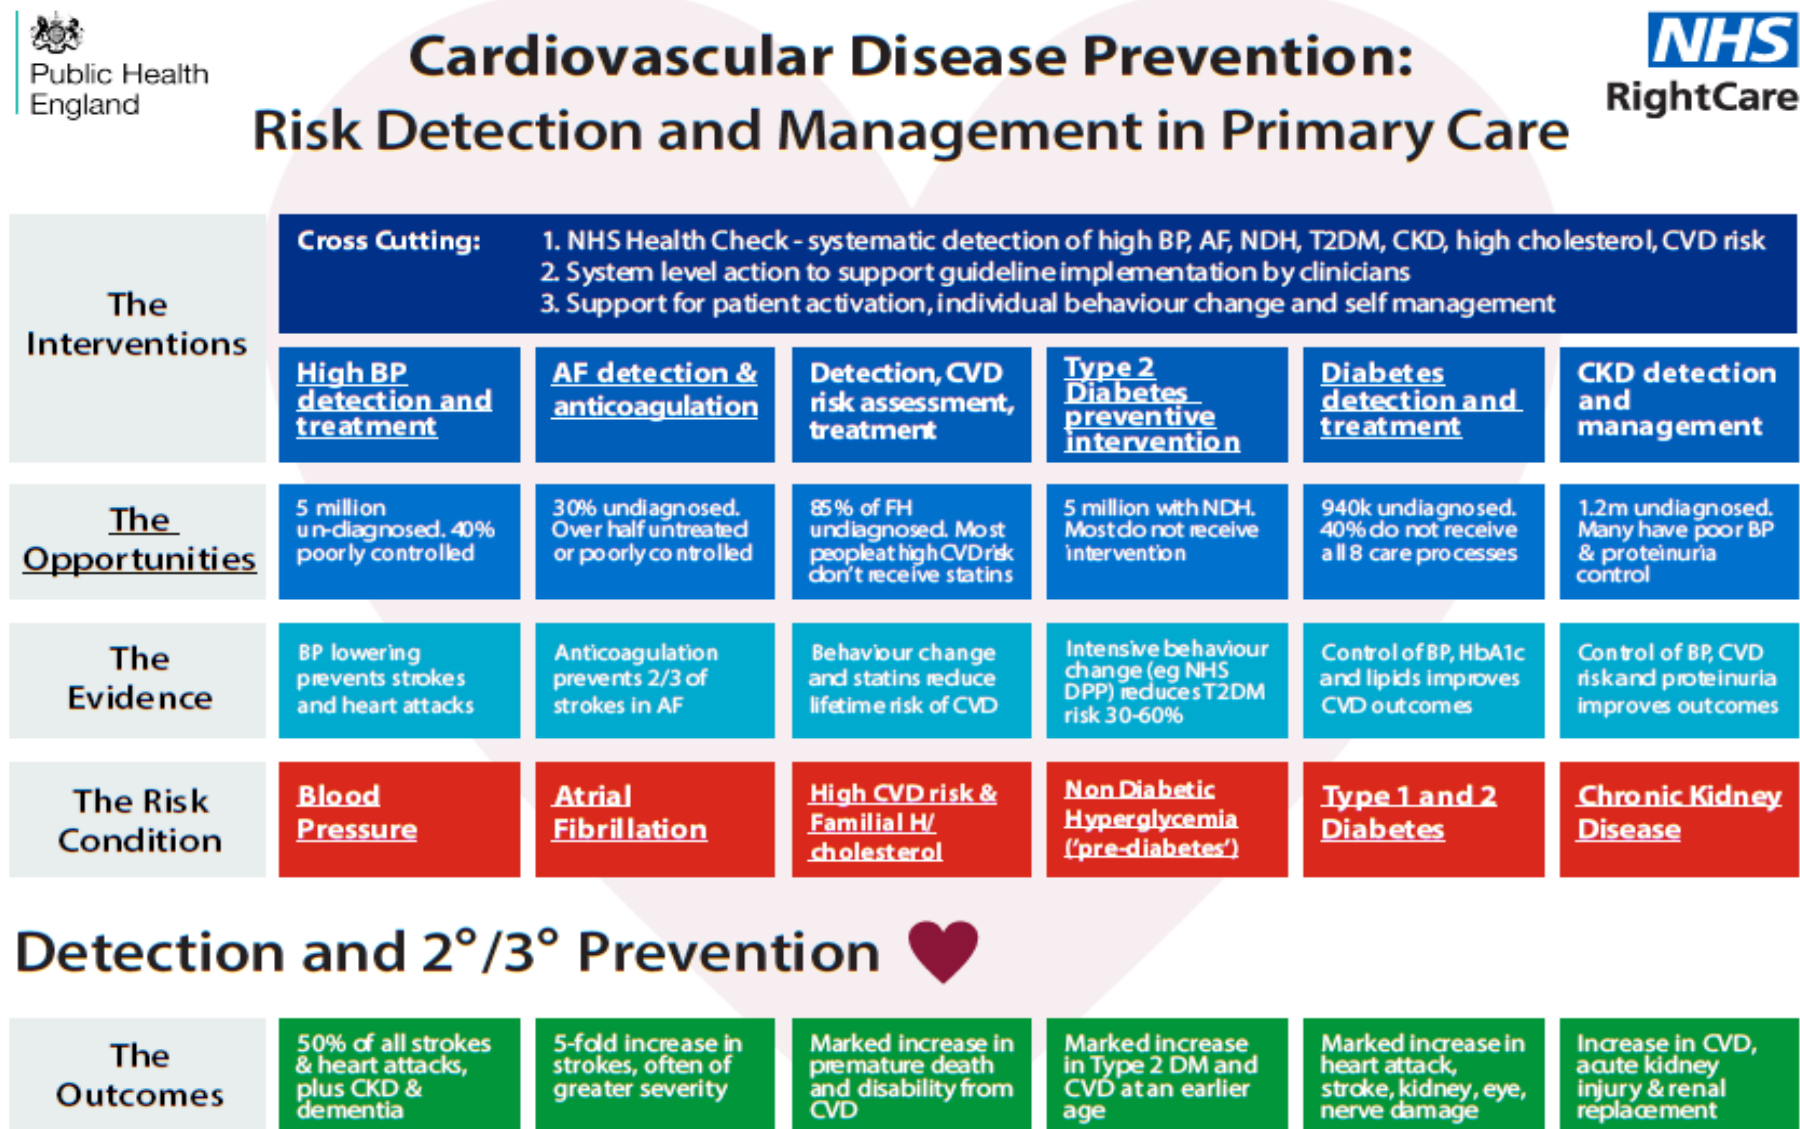 Public Health
England
Cardiovascular Disease Prevention:
Risk Detection and Management in Primary Care
NHS
RightCare
The
Interventions
Cross Cutting:
1. NHS Health Check - systematic detection of high BP, AF, NDH, T2DM, CKD, high cholesterol, CVD risk
2. System level action to support guideline implementation by clinicians
3. Support for patient activation, individual behaviour change and self management
High BP
detection and
treatment
AF detection &
anticoagulation
Detection, CVD
risk assessment,
treatment
Type 2
Diabetes
preventive
intervention
Diabetes
detection and
treatment
CKD detection
and
management
The
Opportunities
5 million
un-diagnosed. 40%
poorly controlled
30% undiagnosed.
Over half untreated
or poorly controlled
85% of FH
undiagnosed. Most
people at high CVD risk
don't receive statins
5 million with NDH.
Most do not receive
intervention
940k undiagnosed.
40% do not receive
all 8 care processes
1.2m undiagnosed.
Many have poor BP
& proteinuria
control
The
Evidence
BP lowering
prevents strokes
and heart attacks
Anticoagulation
prevents 2/3 of
strokes in AF
Behaviour change
and statins reduce
lifetime risk of CVD
Intensive behaviour
change (eg NHS
DPP) reduces T2DM
risk 30-60%
Control of BP, HbA1c
and lipids improves
CVD outcomes
Control of BP, CVD
risk and proteinuria
improves outcomes
The Risk
Condition
Blood
Pressure
Atrial
Fibrillation
High CVD risk &
Familial H/
cholesterol
Non Diabetic
Hyperglycemia
('pre-diabetes')
Type 1 and 2
Diabetes
Chronic Kidney
Disease
Detection and 2°/3° Prevention
The
Outcomes
50% of all strokes
& heart attacks,
plus CKD &
dementia
5-fold increase in
strokes, often of
greater severity
Marked increase in
premature death
and disability from
CVD
Marked increase
in Type 2 DM and
CVD at an earlier
age
Marked increase in
heart attack,
stroke, kidney, eye,
nerve damage
Increase in CVD,
acute kidney
injury & renal
replacement